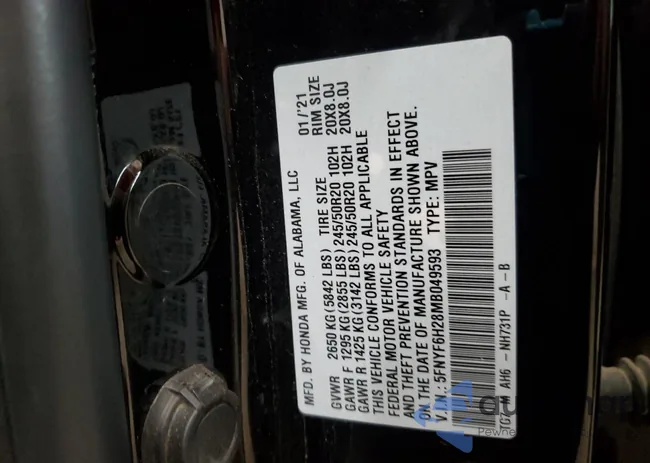 MFD. BY HONDA MFG. OF ALABAMA, LLC 01/'21
GVWR 2650 KG (5842 LBS) TIRE SIZE RIM SIZE
GAWR F 1295 KG (2855 LBS) 245/50R20 102H 20X8.0J
GAWR R 1425 KG (3142 LBS) 245/50R20 102H 20X8.0J
THIS VEHICLE CONFORMS TO ALL APPLICABLE
FEDERAL MOTOR VEHICLE SAFETY
AND THEFT PREVENTION STANDARDS IN EFFECT
ON THE DATE OF MANUFACTURE SHOWN ABOVE.
V.I.N.: 5FNYF6H28MB049593 TYPE: MPV
AH6 - NH731P -A-B